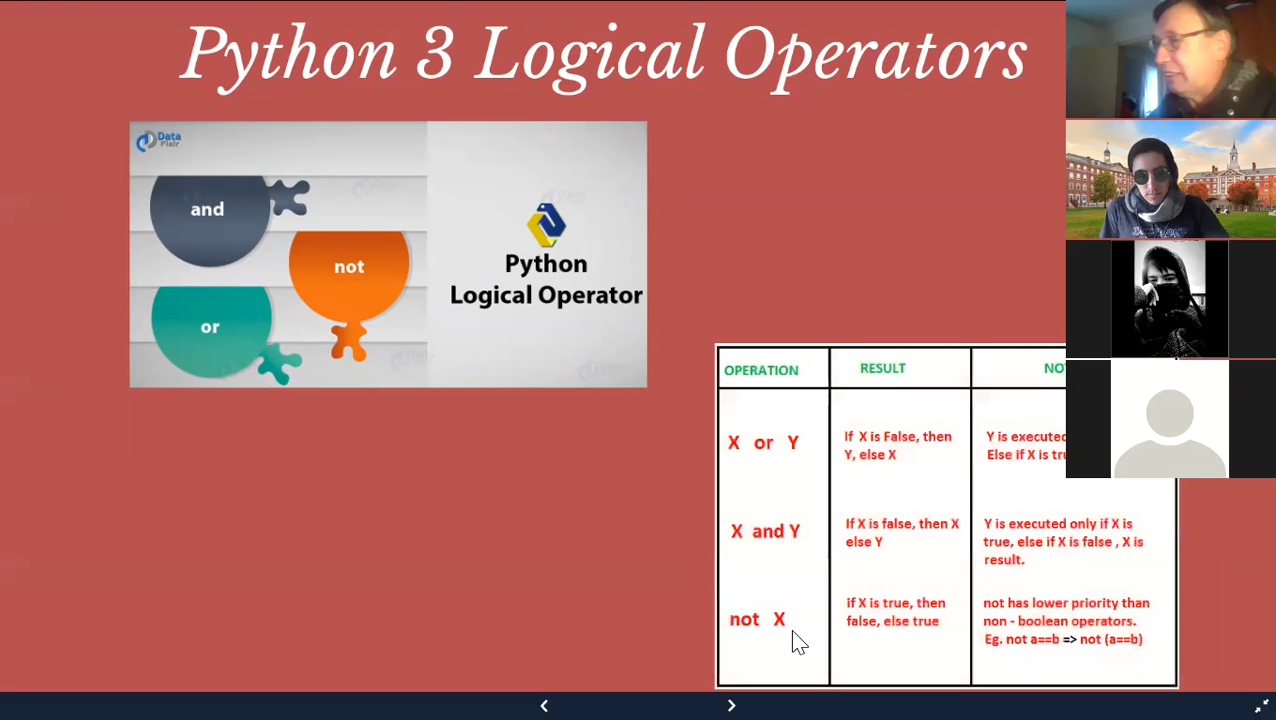 Python 3 Logical Operators
Data
Flair
and
not
or
Python
Logical Operator
OPERATION RESULT
X or Y
If X is False, then
Y, else X
Y is executed
Else if X is
X and Y
If X is false, then X
else Y
Y is executed only if X is
true, else if X is false , X is
result.
not X
if X is true, then
false, else true
not has lower priority than
non - boolean operators.
Eg. not a==b => not (a==b)